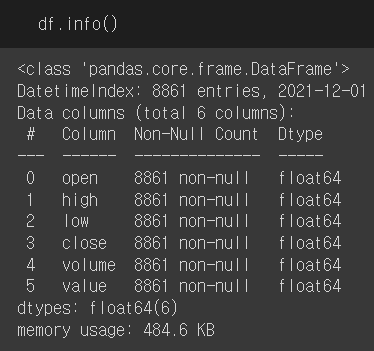 df.info()
<class 'pandas.core.frame.DataFrame'>
DatetimeIndex: 8861 entries, 2021-12-01
Data columns (total 6 columns):
 #   Column  Non-Null Count  Dtype
---  ------  --------------  -----
 0   open    8861 non-null   float64
 1   high    8861 non-null   float64
 2   low     8861 non-null   float64
 3   close   8861 non-null   float64
 4   volume  8861 non-null   float64
 5   value   8861 non-null   float64
dtypes: float64(6)
memory usage: 484.6 KB